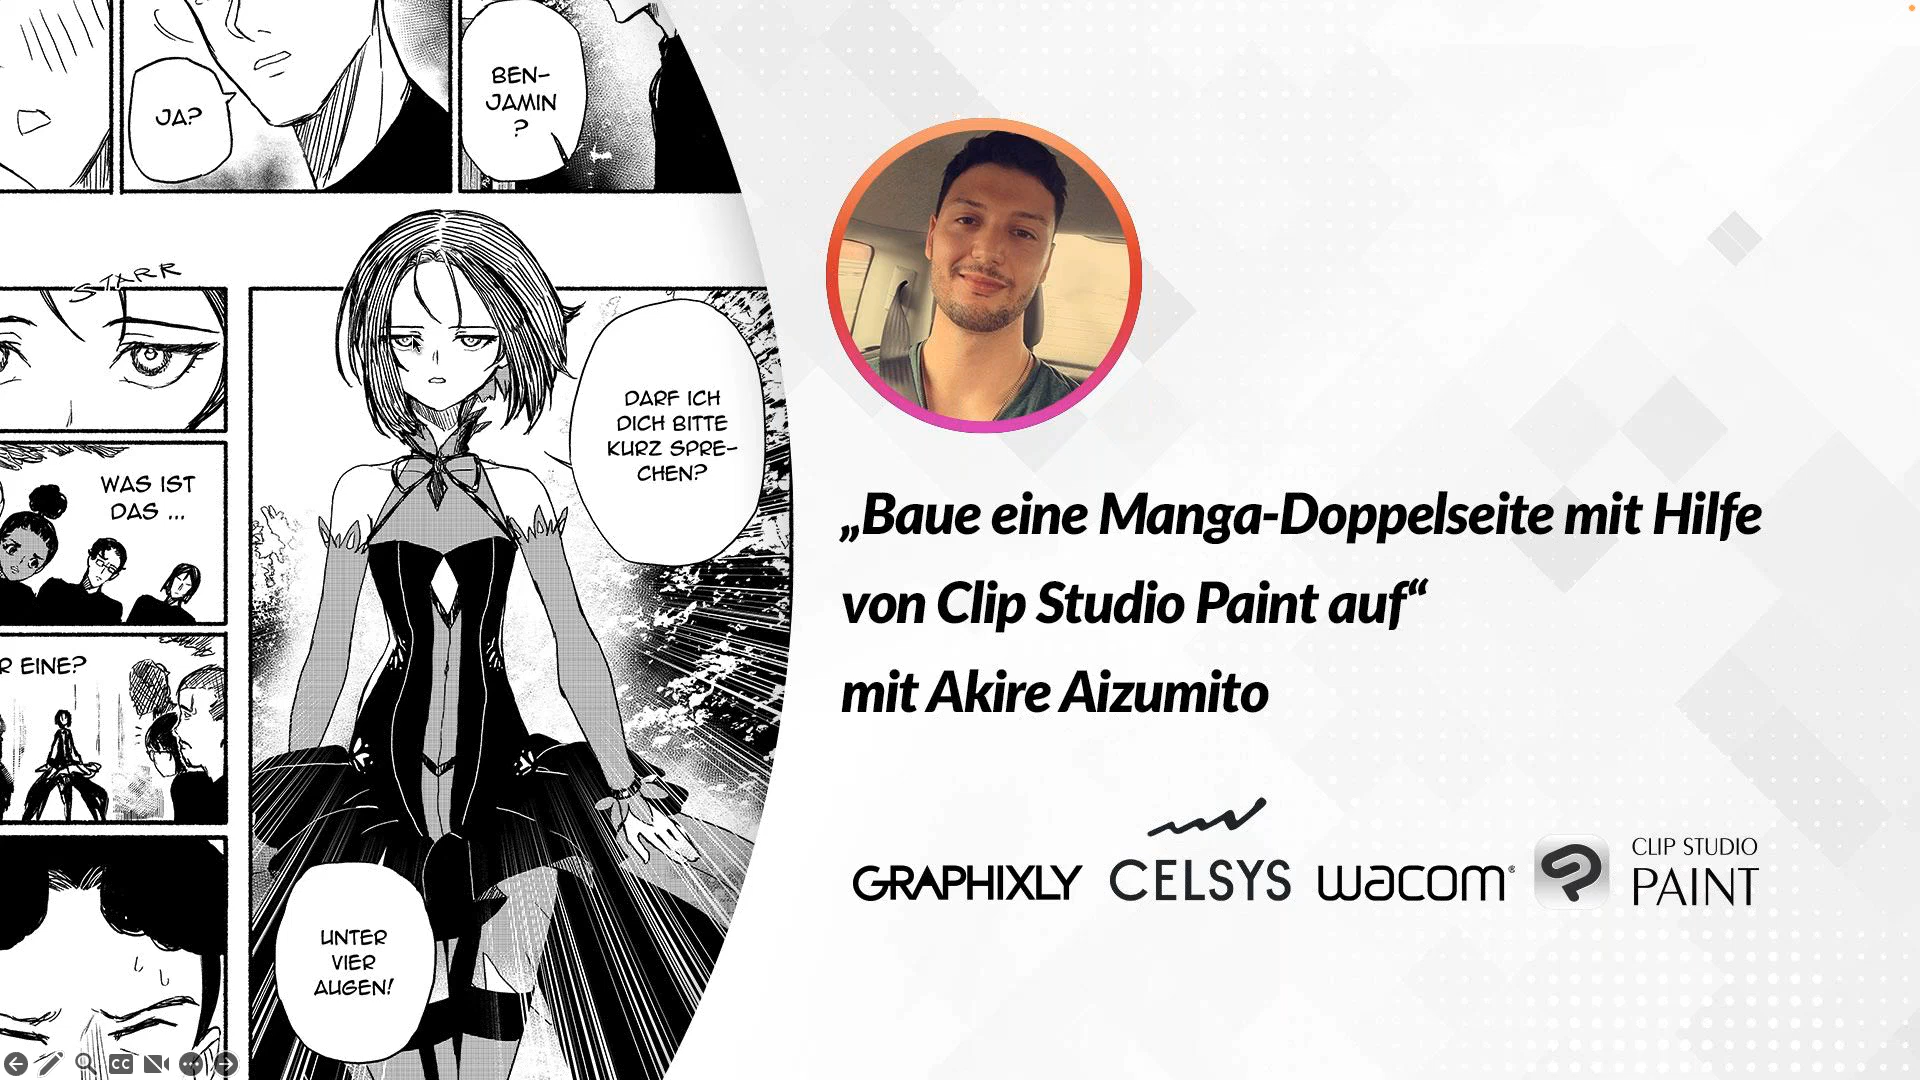 JA?
BEN-
JAMIN
?
STARR
DARF ICH
DICH BITTE
KURZ SPRE-
CHEN?
WAS IST
DAS ...
R EINE?
UNTER
VIER
AUGEN!
„Baue eine Manga-Doppelseite mit Hilfe
von Clip Studio Paint auf“
mit Akire Aizumito
GRAPHIXLY
CELSYS
wacom®
CLIP STUDIO
PAINT
CC